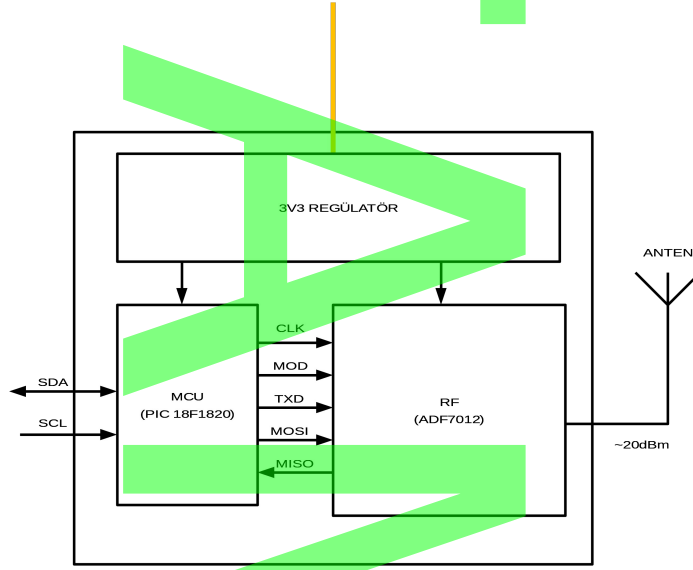 3V3 REGÜLATÖR
ANTEN
CLK
MOD
TXD
MOSI
MISO
SDA
SCL
MCU
(PIC 18F1820)
RF
(ADF7012)
~20dBm